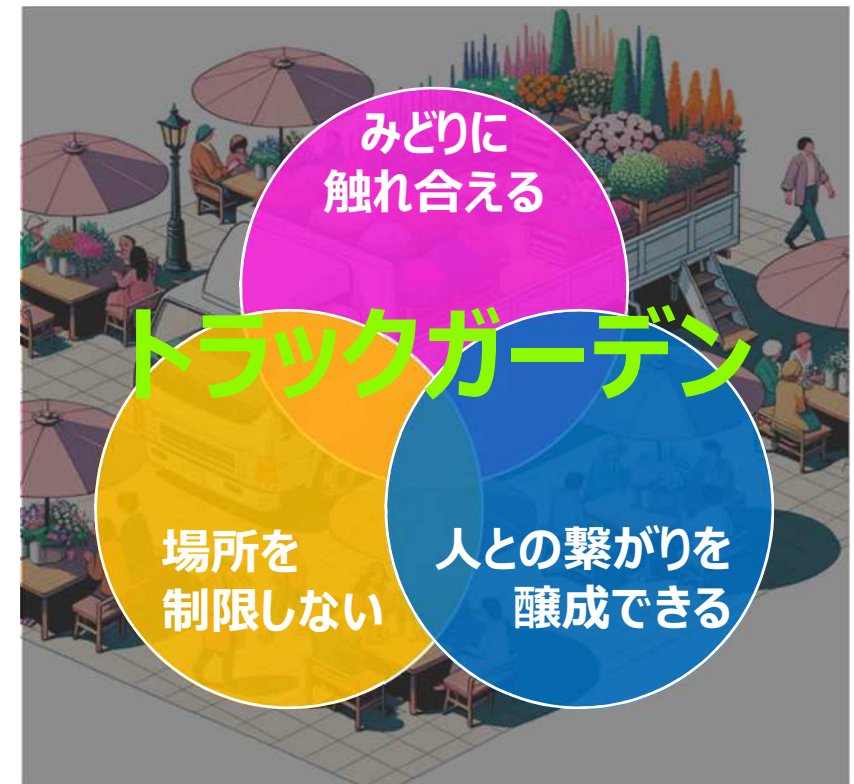 みどりに
触れ合える
トラックガーデン
場所を
制限しない
人との繋がりを
醸成できる